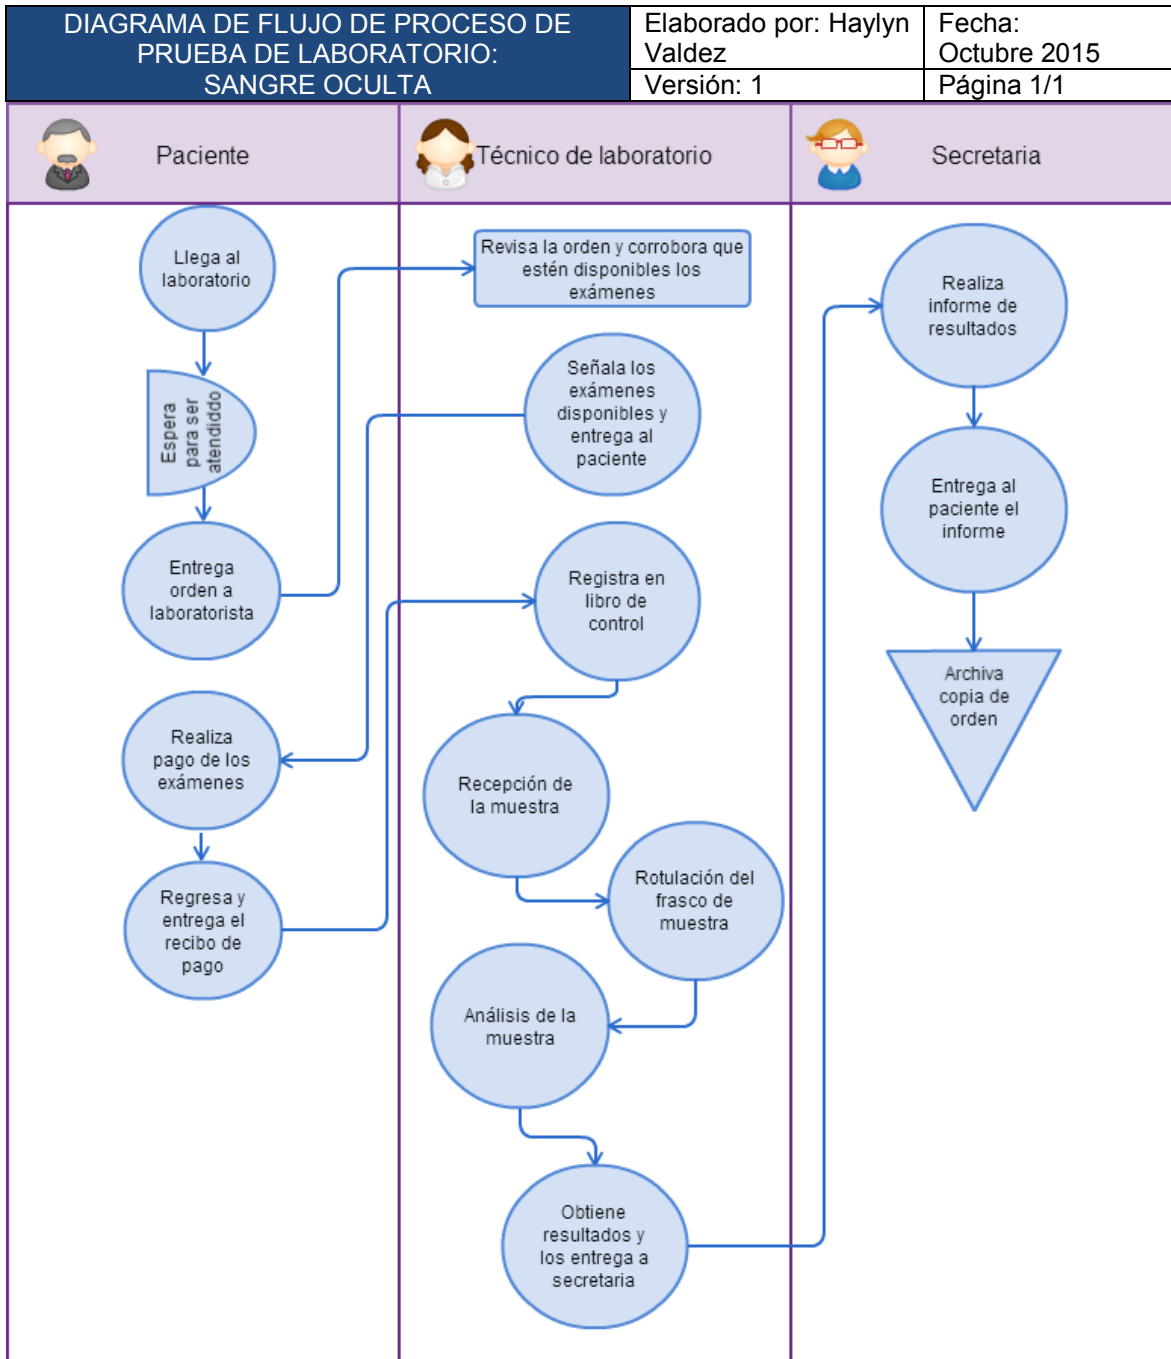 DIAGRAMA DE FLUJO DE PROCESO DE
PRUEBA DE LABORATORIO:
SANGRE OCULTA
Elaborado por: Haylyn
Valdez
Fecha:
Octubre 2015
Versión: 1
Página 1/1
Paciente
Técnico de laboratorio
Secretaria
Llega al
laboratorio
Espera
para ser
atendiddo
Entrega
orden a
laboratorista
Revisa la orden y corrobora que
estén disponibles los
exámenes
Señala los
exámenes
disponibles y
entrega al
paciente
Realiza
pago de los
exámenes
Regresa y
entrega el
recibo de
pago
Registra en
libro de
control
Recepción de
la muestra
Rotulación del
frasco de
muestra
Análisis de la
muestra
Obtiene
resultados y
los entrega a
secretaria
Realiza
informe de
resultados
Entrega al
paciente el
informe
Archiva
copia de
orden